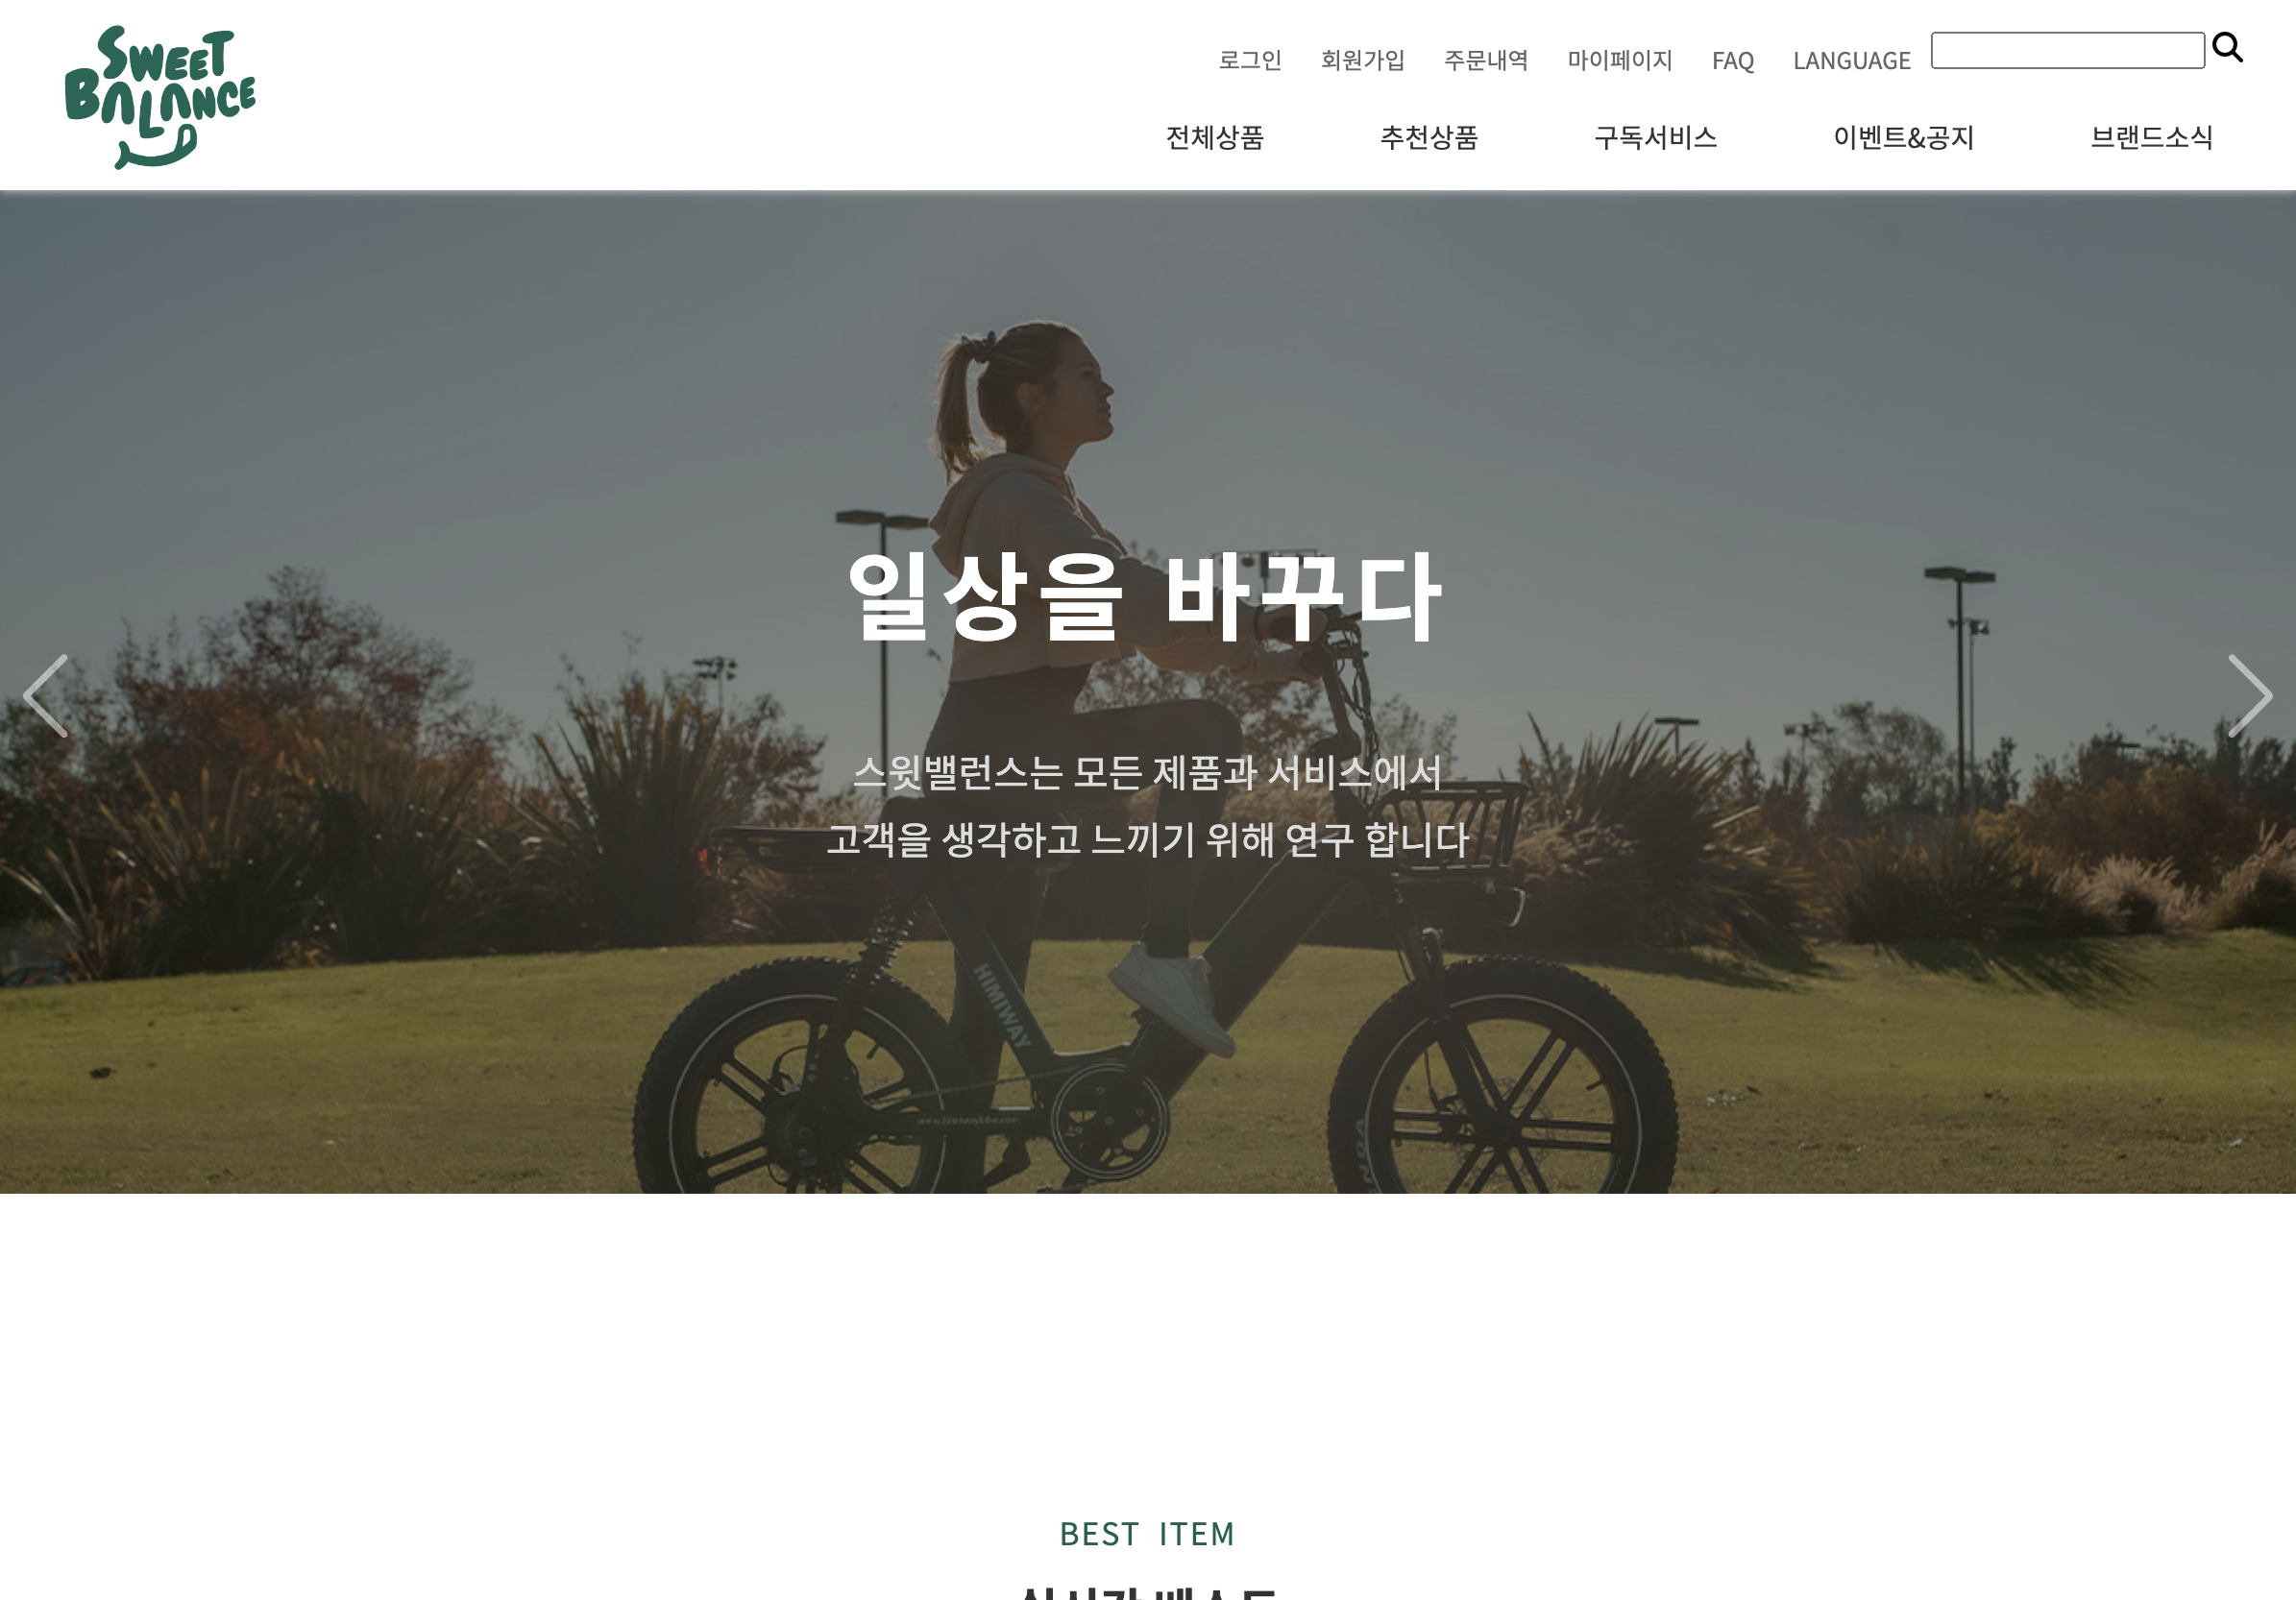 SWEET
BALANCE
로그인 회원가입 주문내역 마이페이지 FAQ LANGUAGE
전체상품 추천상품 구독서비스 이벤트&공지 브랜드소식
일상을 바꾸다
스윗밸런스는 모든 제품과 서비스에서
고객을 생각하고 느끼기 위해 연구 합니다
HIMIWAY
www.himiwaybike.com
BEST ITEM